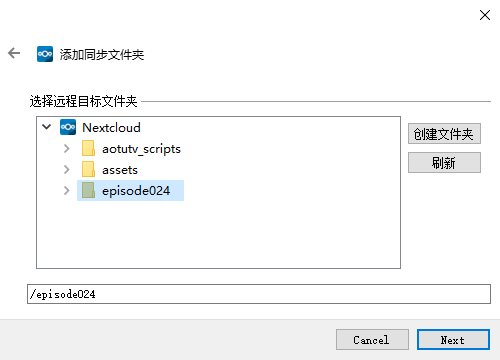 添加同步文件夹
选择远程目标文件夹
Nextcloud
aotutv_scripts
assets
episode024
创建文件夹
刷新
/episode024
Cancel
Next